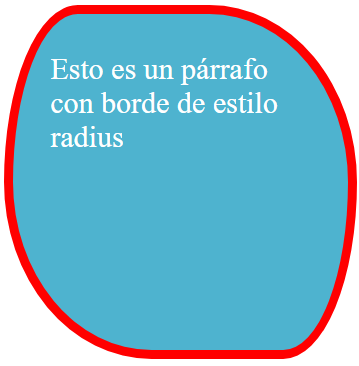 Esto es un párrafo
con borde de estilo
radius